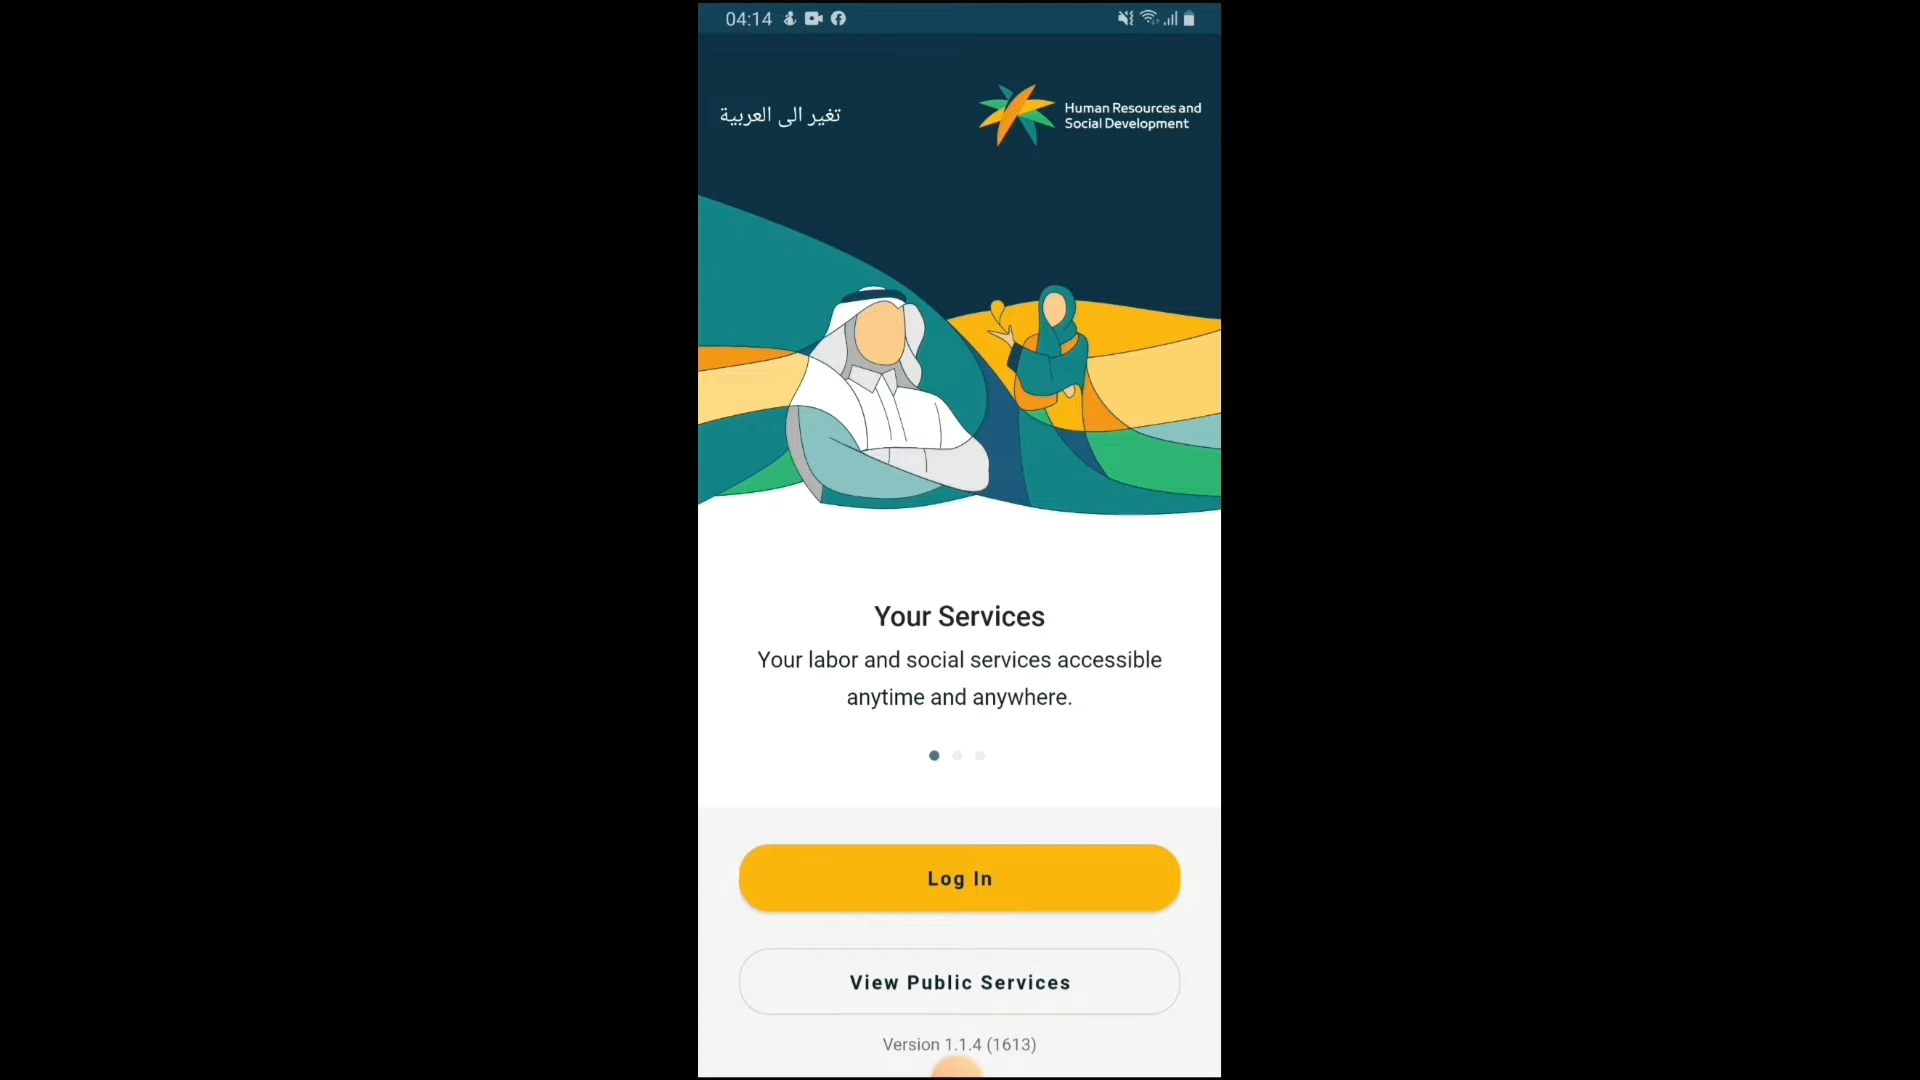 04:14
تغير الى العربية
Human Resources and
Social Development
Your Services
Your labor and social services accessible
anytime and anywhere.
Log In
View Public Services
Version 1.1.4 (1613)